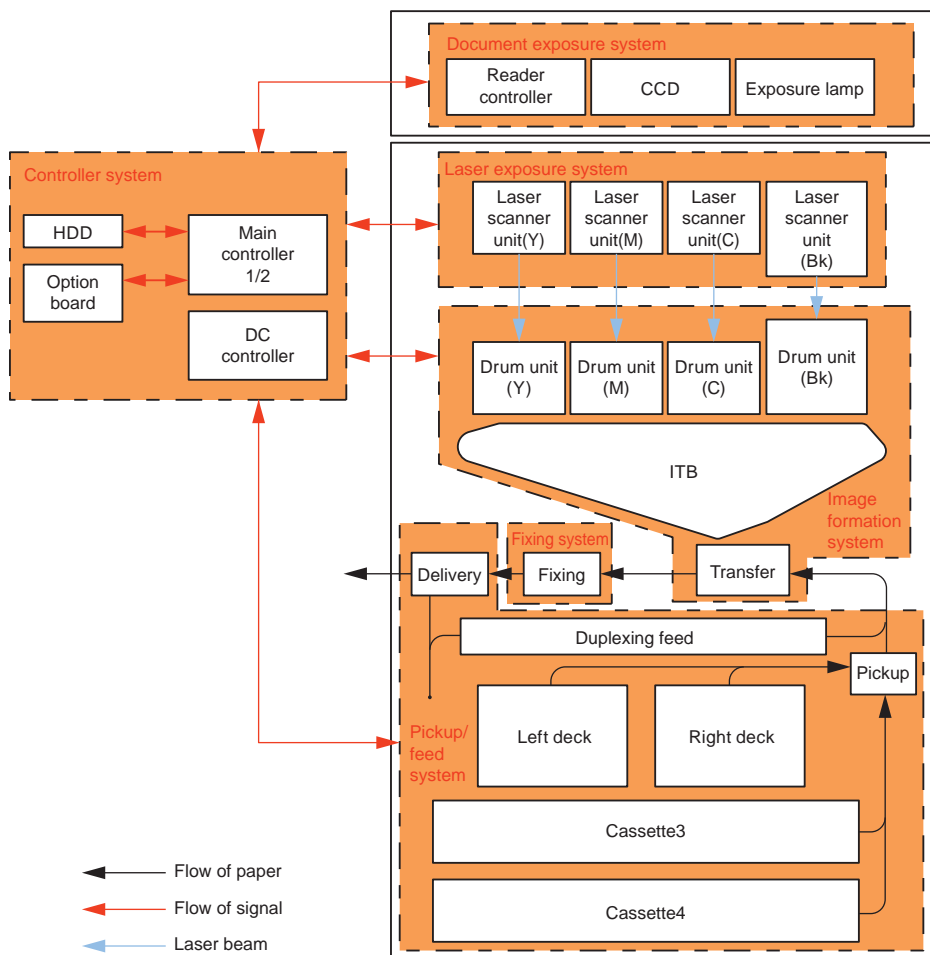 Document exposure system
Reader
controller
CCD
Exposure lamp
Controller system
HDD
Option
board
Main
controller
1/2
DC
controller
Laser exposure system
Laser
scanner
unit(Y)
Laser
scanner
unit(M)
Laser
scanner
unit(C)
Laser
scanner
unit
(Bk)
Drum unit
(Y)
Drum unit
(M)
Drum unit
(C)
Drum unit
(Bk)
ITB
Image
formation
system
Fixing system
Delivery
Fixing
Transfer
Duplexing feed
Pickup
Left deck
Right deck
Pickup/
feed
system
Cassette3
Cassette4
Flow of paper
Flow of signal
Laser beam